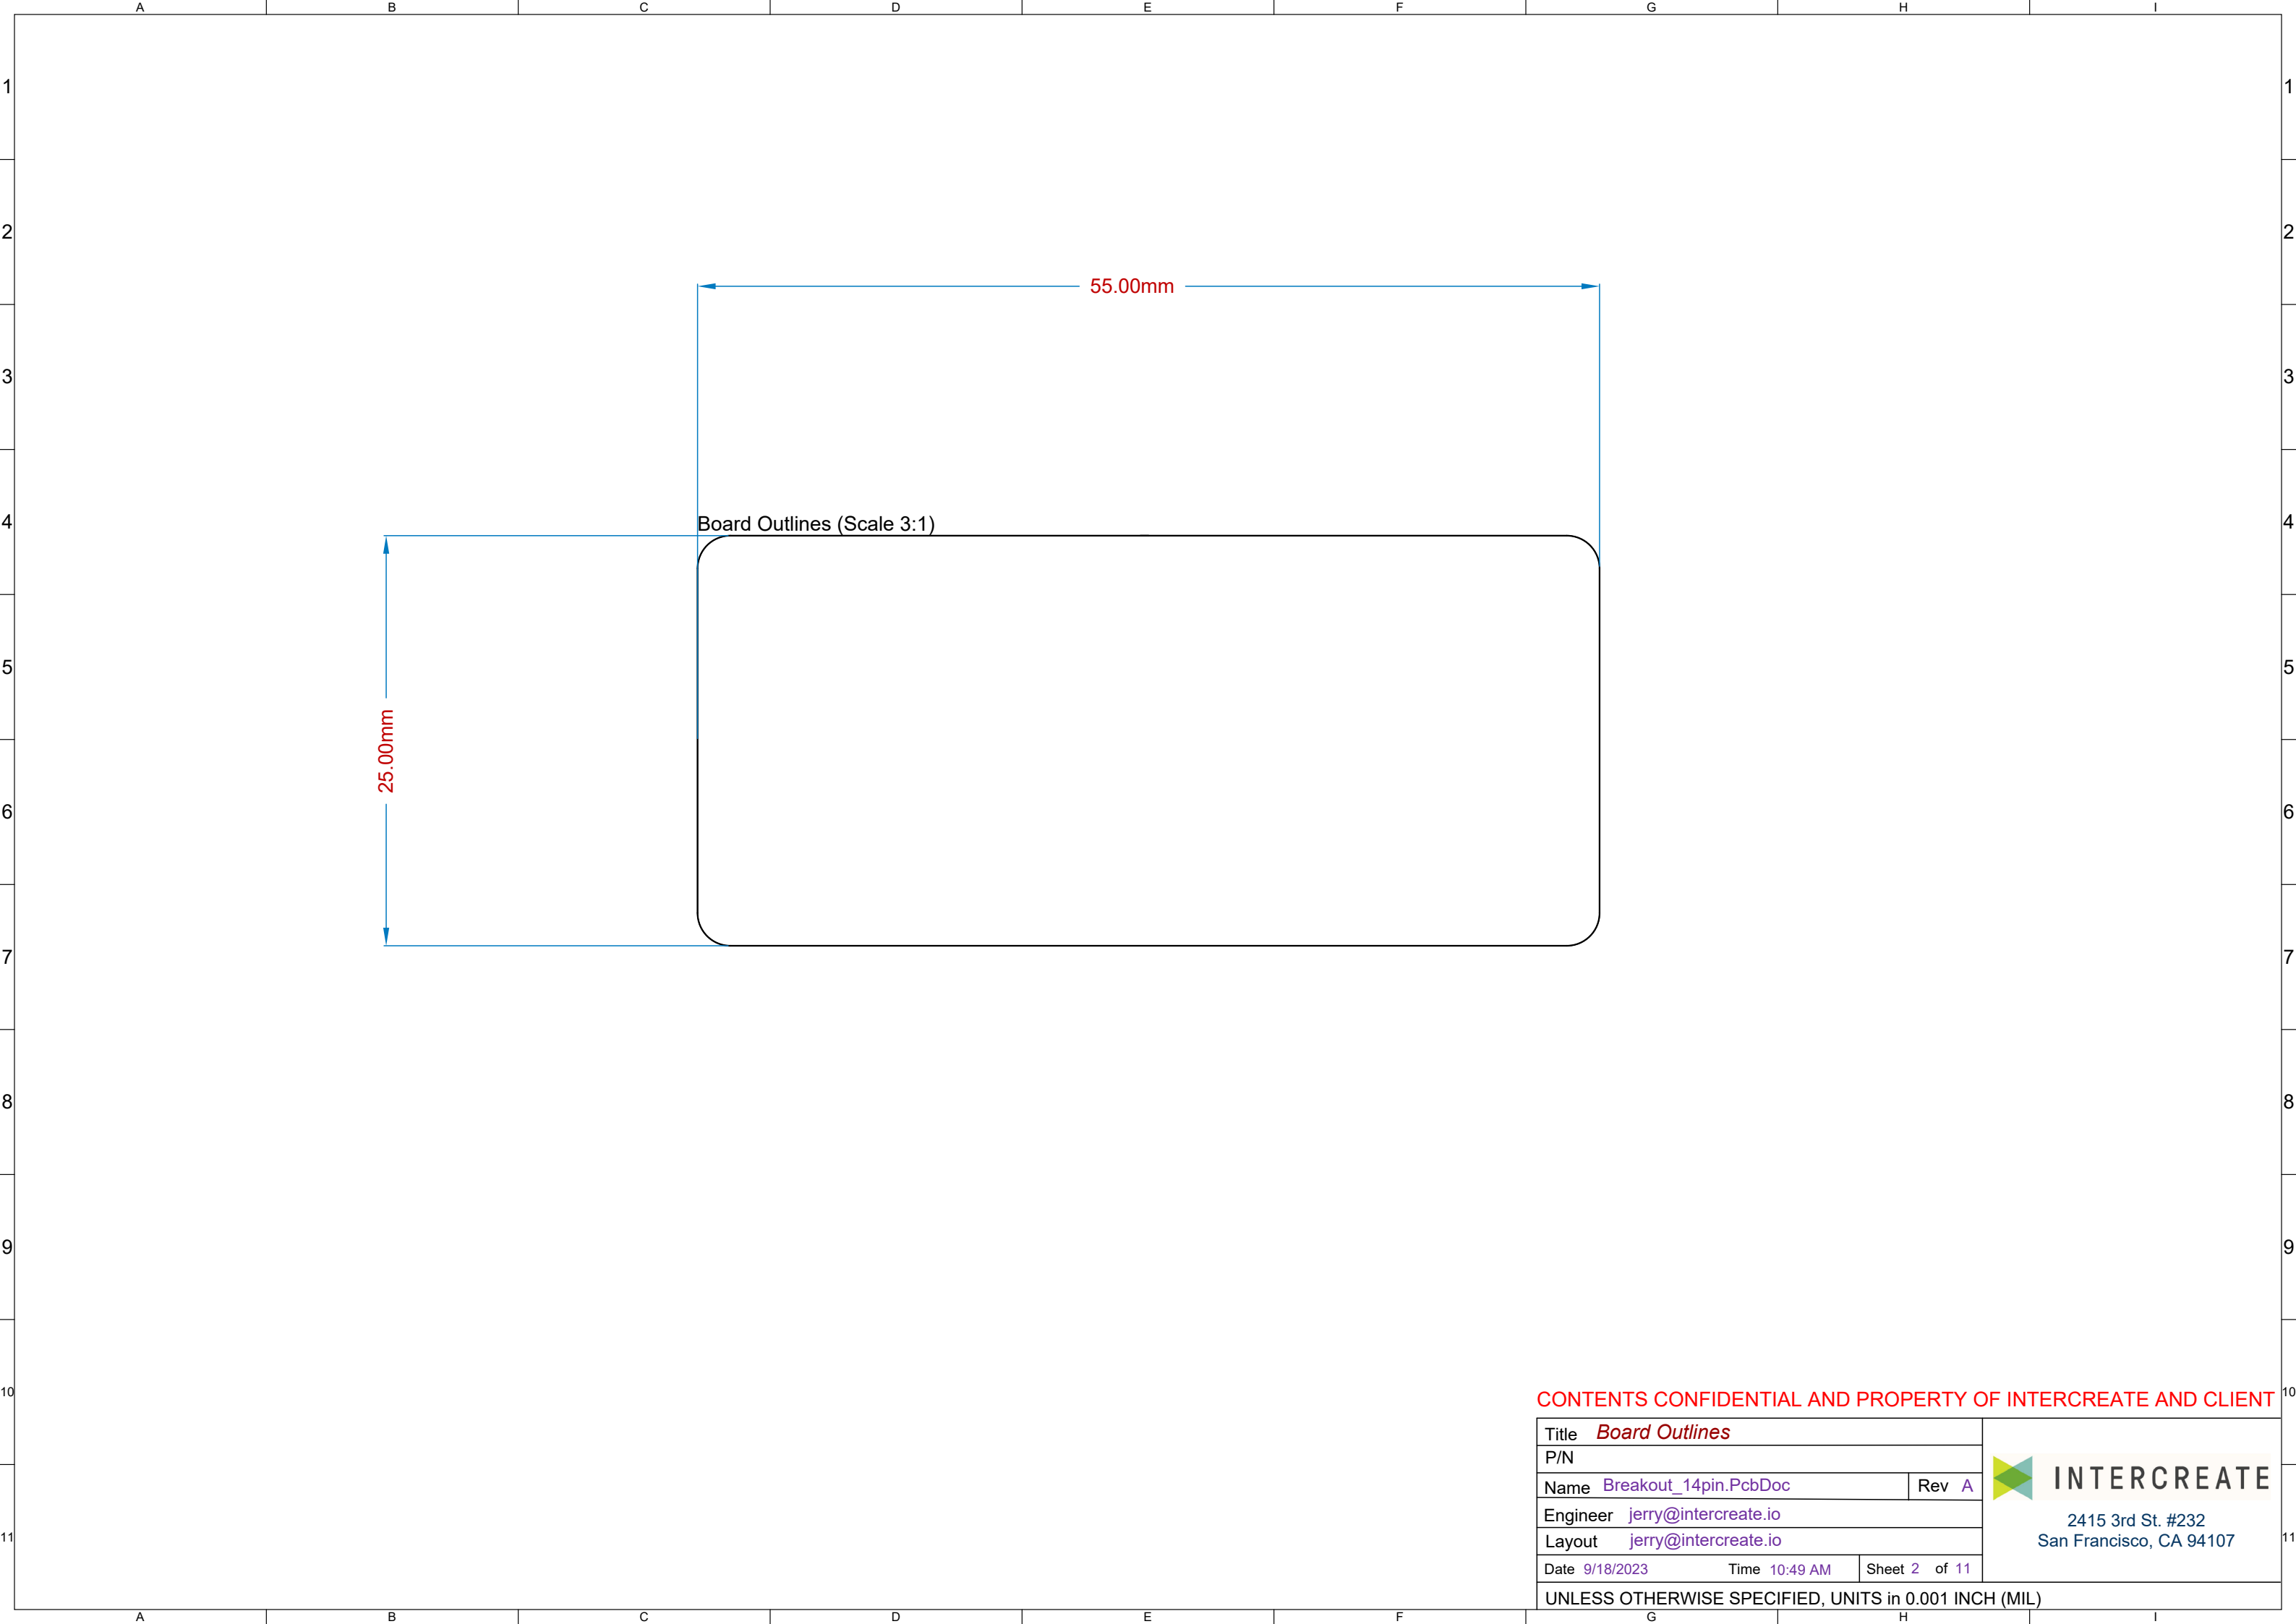 A B C D E F G H I
1 1
2 2
55.00mm
3 3
Board Outlines (Scale 3:1)
4 4
5 5
25.00mm
6 6
7 7
8 8
9 9
10 10
CONTENTS CONFIDENTIAL AND PROPERTY OF INTERCREATE AND CLIENT
Title Board Outlines
P/N
Name Breakout_14pin.PcbDoc Rev A
Engineer jerry@intercreate.io
Layout jerry@intercreate.io
Date 9/18/2023 Time 10:49 AM Sheet 2 of 11
UNLESS OTHERWISE SPECIFIED, UNITS in 0.001 INCH (MIL)
INTERCREATE
2415 3rd St. #232
San Francisco, CA 94107
11 11
A B C D E F G H I